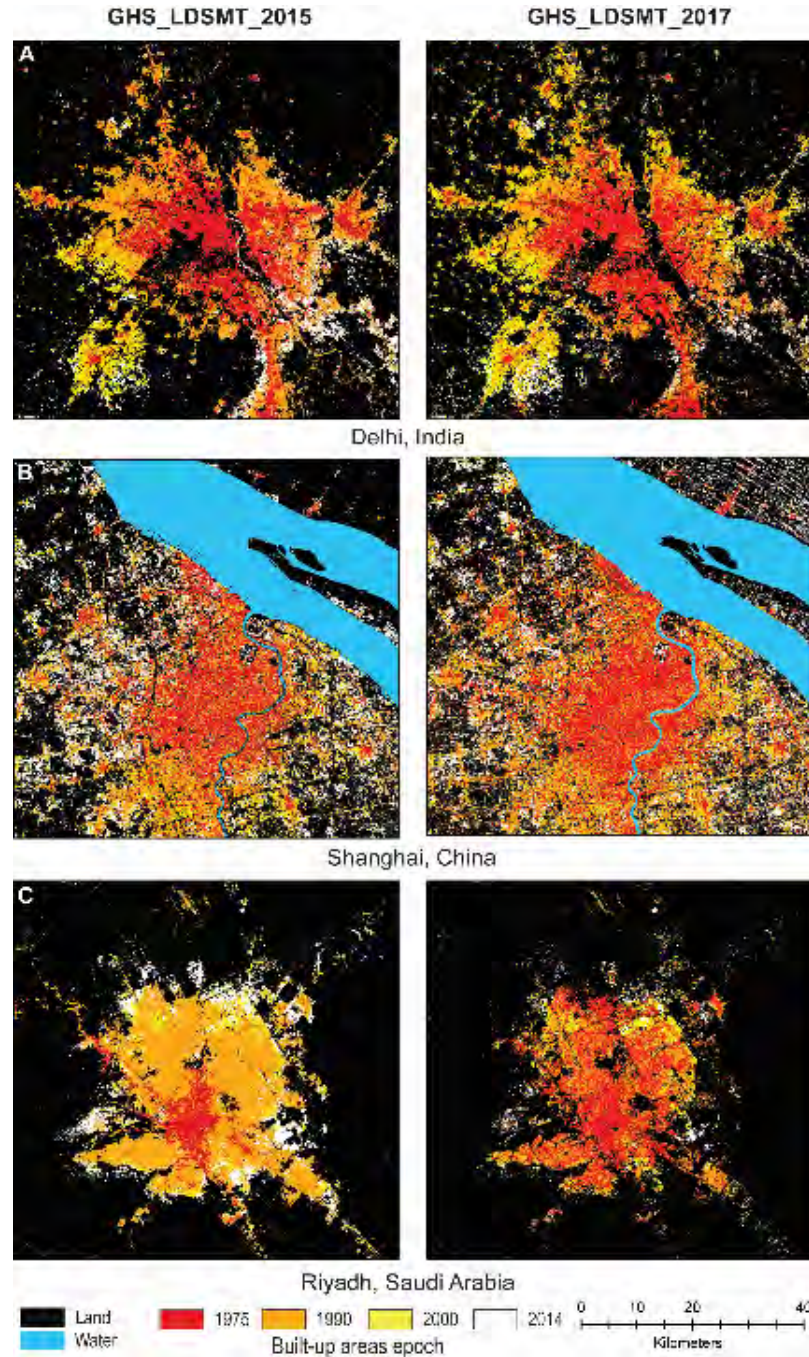 GHS_LDSMT_2015 GHS_LDSMT_2017
A
Delhi, India
B
Shanghai, China
C
Riyadh, Saudi Arabia
Land 1975 1990 2000 2014 0 20 40
Water Built-up areas epoch Kilometers